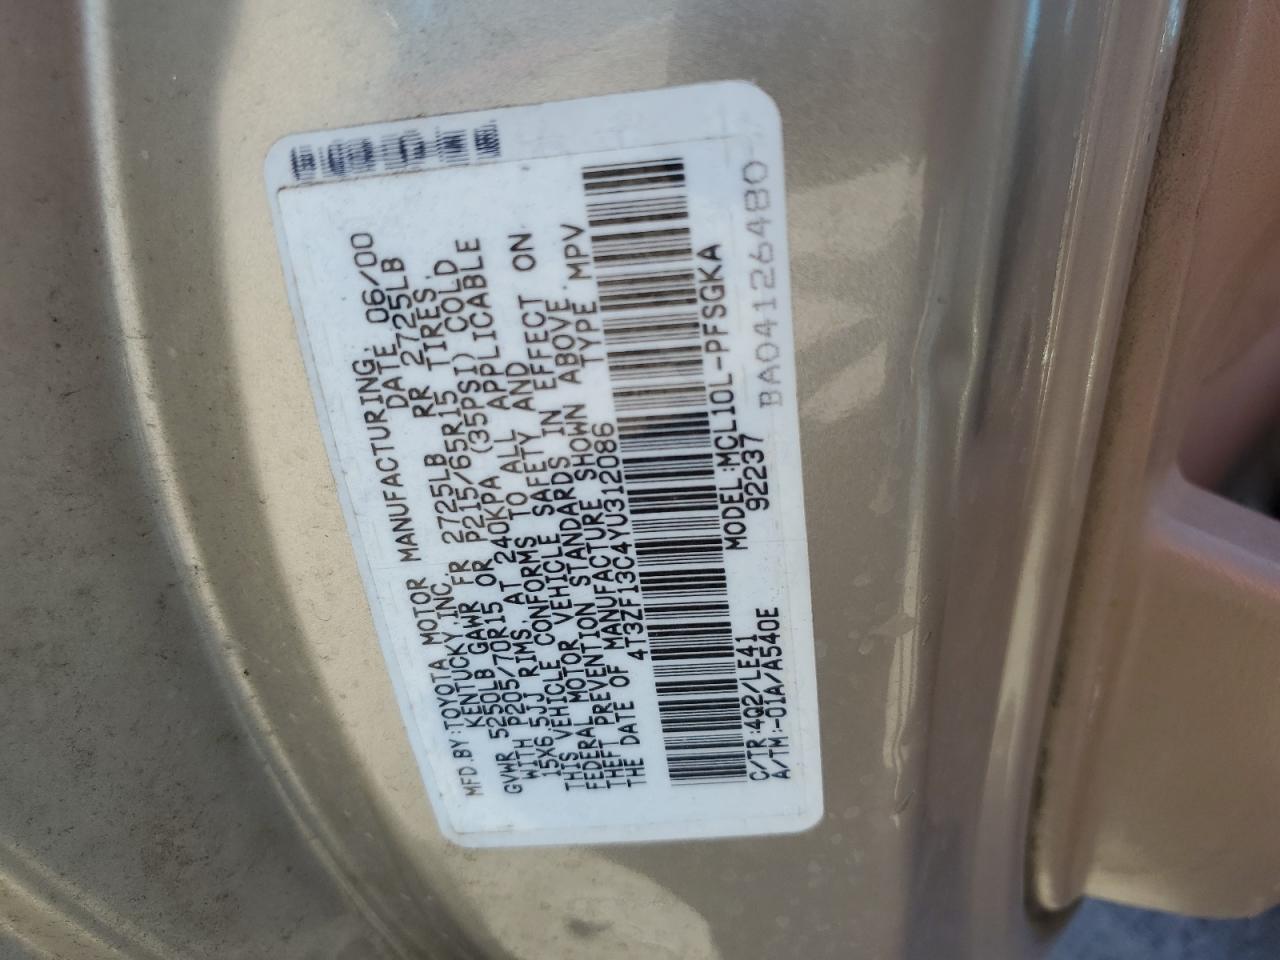 MFD.BY:TOYOTA MOTOR MANUFACTURING,
KENTUCKY,INC. DATE 06/00
GVWR 5250LB GAWR FR 2725LB RR 2725LB
WITH P205/70R15 OR P215/65R15 TIRES,
15X6.5JJ RIMS, AT 240KPA (35PSI) COLD
THIS VEHICLE CONFORMS TO ALL APPLICABLE
FEDERAL MOTOR VEHICLE SAFETY AND
THEFT PREVENTION STANDARDS IN EFFECT ON
THE DATE OF MANUFACTURE SHOWN ABOVE.
4T3ZF13C4YU312086 TYPE MPV
MODEL:MCL10L-PFSGKA
C/TR:4Q2/LE41 92237
A/TM:-01A/A540E
BA04126480